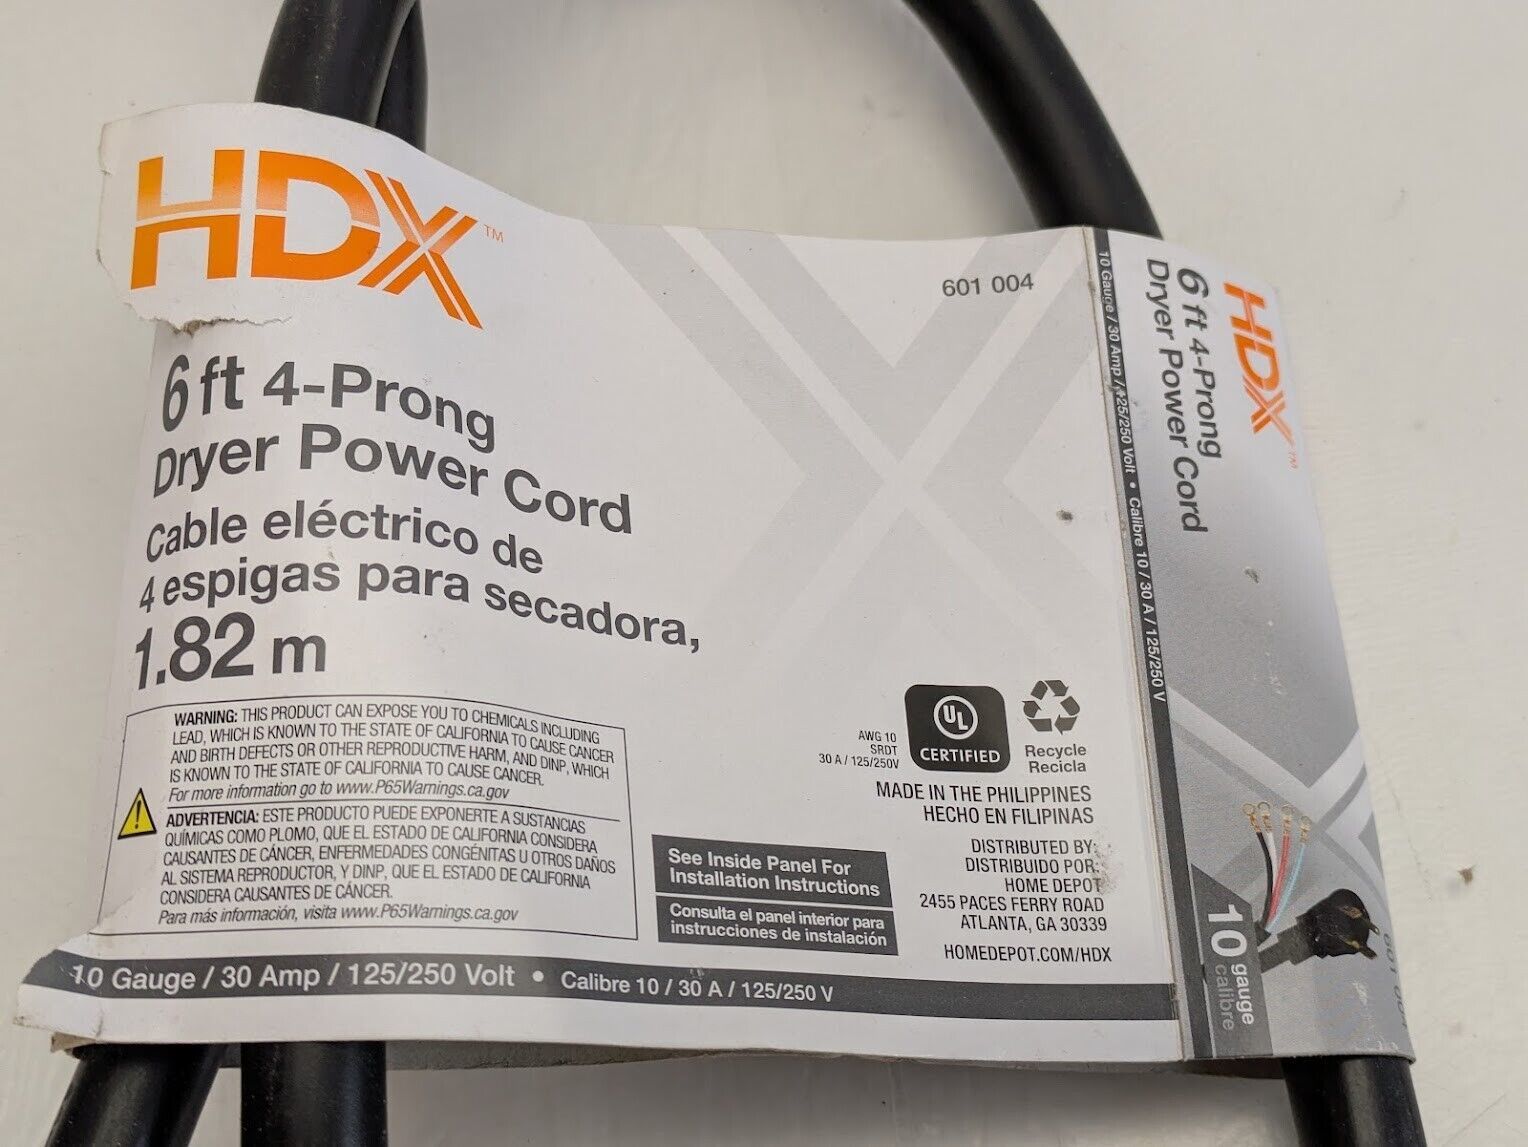 HDX™
601 004
6 ft 4-Prong
Dryer Power Cord
Cable eléctrico de
4 espigas para secadora,
1.82 m
WARNING: THIS PRODUCT CAN EXPOSE YOU TO CHEMICALS INCLUDING
LEAD, WHICH IS KNOWN TO THE STATE OF CALIFORNIA TO CAUSE CANCER
AND BIRTH DEFECTS OR OTHER REPRODUCTIVE HARM, AND DINP, WHICH
IS KNOWN TO THE STATE OF CALIFORNIA TO CAUSE CANCER.
For more information go to www.P65Warnings.ca.gov
ADVERTENCIA: ESTE PRODUCTO PUEDE EXPONERTE A SUSTANCIAS
QUÍMICAS COMO PLOMO, QUE EL ESTADO DE CALIFORNIA CONSIDERA
CAUSANTES DE CÁNCER, ENFERMEDADES CONGÉNITAS U OTROS DAÑOS
AL SISTEMA REPRODUCTOR, Y DINP, QUE EL ESTADO DE CALIFORNIA
CONSIDERA CAUSANTES DE CÁNCER.
Para más información, visita www.P65Warnings.ca.gov
See Inside Panel For
Installation Instructions
Consulta el panel interior para
instrucciones de instalación
AWG 10
SRDT
30 A / 125/250V
UL
CERTIFIED
Recycle
Recicla
MADE IN THE PHILIPPINES
HECHO EN FILIPINAS
DISTRIBUTED BY:
DISTRIBUIDO POR:
HOME DEPOT
2455 PACES FERRY ROAD
ATLANTA, GA 30339
HOMEDEPOT.COM/HDX
10 Gauge / 30 Amp / 125/250 Volt • Calibre 10 / 30 A / 125/250 V
10 Gauge / 30 Amp / 125/250 Volt • Calibre 10 / 30 A / 125/250 V
HDX™
6 ft 4-Prong
Dryer Power Cord
10 gauge
calibre
601 004